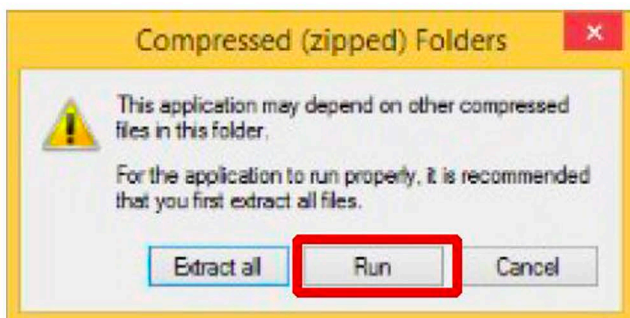 Compressed (zipped) Folders
This application may depend on other compressed
files in this folder.
For the application to run properly, it is recommended
that you first extract all files.
Extract all Run Cancel